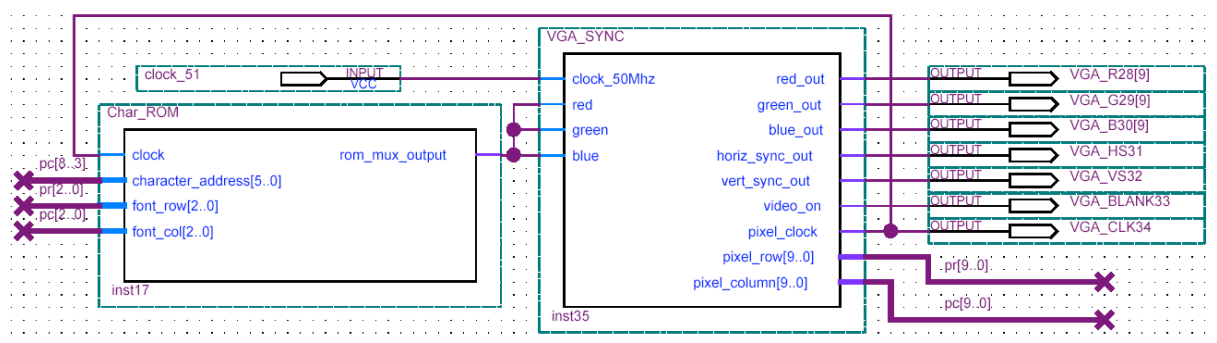 VGA_SYNC
clock_51
INPUT
VCC
Char_ROM
clock
rom_mux_output
character_address[5..0]
font_row[2..0]
font_col[2..0]
inst17
pc[8..3]
pr[2..0]
pc[2..0]
clock_50Mhz
red
green
blue
red_out
green_out
blue_out
horiz_sync_out
vert_sync_out
video_on
pixel_clock
pixel_row[9..0]
pixel_column[9..0]
inst35
OUTPUT VGA_R28[9]
OUTPUT VGA_G29[9]
OUTPUT VGA_B30[9]
OUTPUT VGA_HS31
OUTPUT VGA_VS32
OUTPUT VGA_BLANK33
OUTPUT VGA_CLK34
pr[9..0]
pc[9..0]